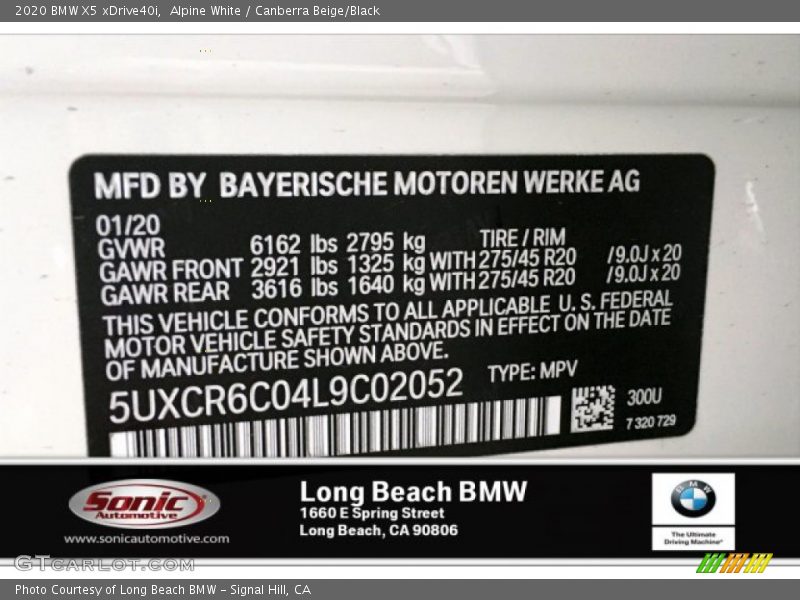 2020 BMW X5 xDrive40i,  Alpine White / Canberra Beige/Black
MFD BY BAYERISCHE MOTOREN WERKE AG
01/20
GVWR 6162 lbs 2795 kg TIRE / RIM
GAWR FRONT 2921 lbs 1325 kg WITH 275/45 R20 /9.0J x 20
GAWR REAR 3616 lbs 1640 kg WITH 275/45 R20 /9.0J x 20
THIS VEHICLE CONFORMS TO ALL APPLICABLE U. S. FEDERAL
MOTOR VEHICLE SAFETY STANDARDS IN EFFECT ON THE DATE
OF MANUFACTURE SHOWN ABOVE.
5UXCR6C04L9C02052 TYPE: MPV
300U
7 320 729
Sonic
Automotive
www.sonicautomotive.com
Long Beach BMW
1660 E Spring Street
Long Beach, CA 90806
BMW
The Ultimate
Driving Machine®
GTcarlot.com
Photo Courtesy of Long Beach BMW – Signal Hill, CA